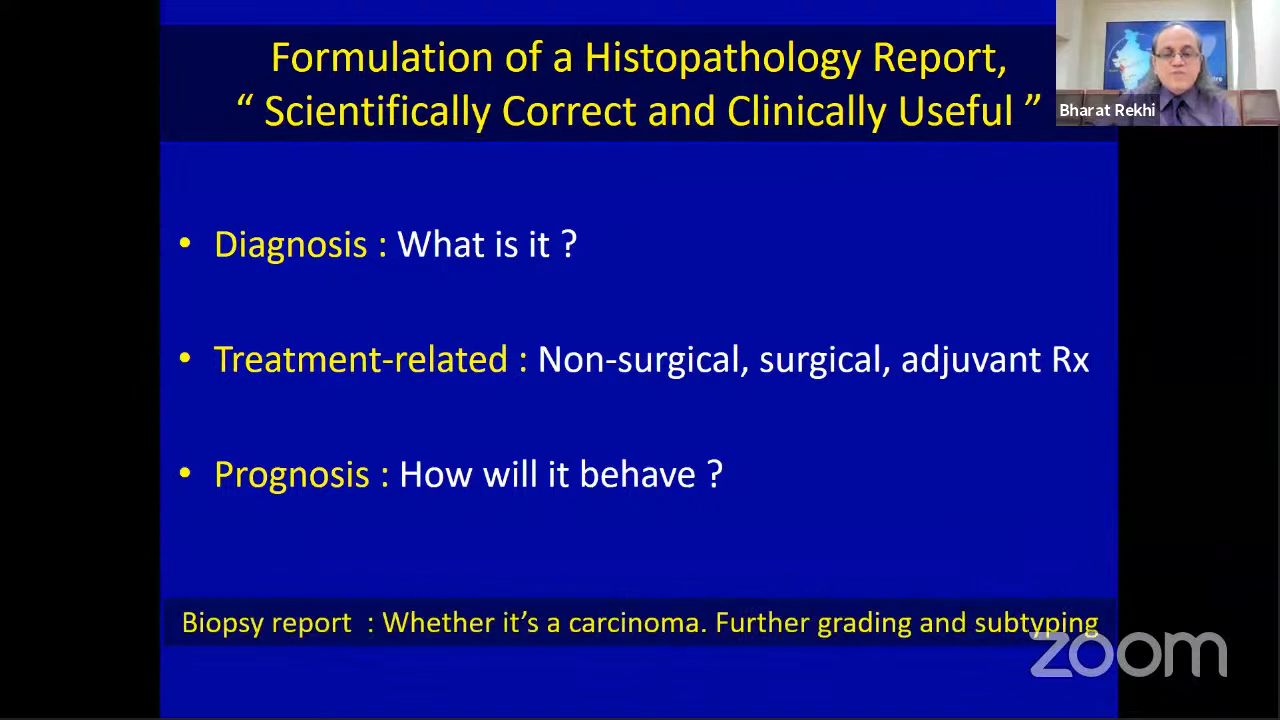 Formulation of a Histopathology Report,
“ Scientifically Correct and Clinically Useful ”
Bharat Rekhi
• Diagnosis : What is it ?
• Treatment-related : Non-surgical, surgical, adjuvant Rx
• Prognosis : How will it behave ?
Biopsy report : Whether it’s a carcinoma. Further grading and subtyping
zoom